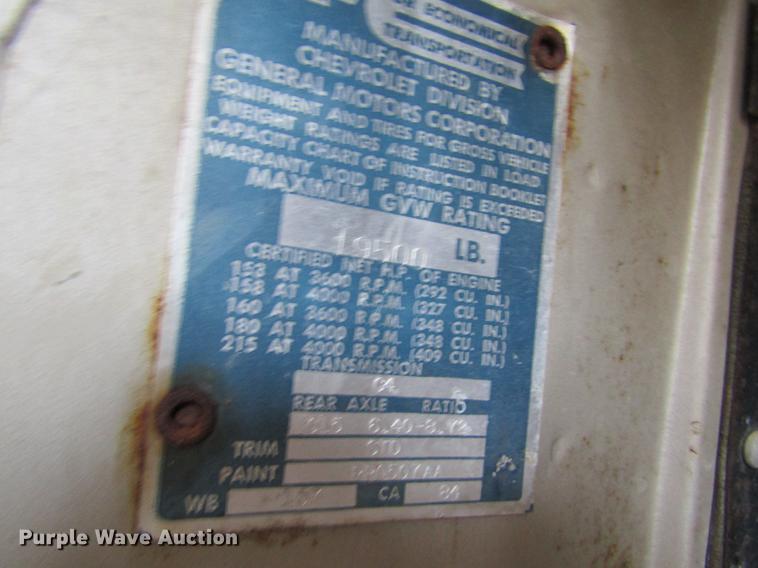 OR ECONOMICAL
TRANSPORTATION
MANUFACTURED BY
CHEVROLET DIVISION
GENERAL MOTORS CORPORATION
EQUIPMENT AND TIRES FOR GROSS VEHICLE
WEIGHT RATINGS ARE LISTED IN LOAD
CAPACITY CHART OF INSTRUCTION BOOKLET
WARRANTY VOID IF RATING IS EXCEEDED
MAXIMUM GVW RATING
19500 LB.
CERTIFIED NET H.P. OF ENGINE
153 AT 3600 R.P.M. (292 CU. IN.)
158 AT 4000 R.P.M. (327 CU. IN.)
160 AT 3600 R.P.M. (348 CU. IN.)
180 AT 4000 R.P.M. (348 CU. IN.)
215 AT 4000 R.P.M. (409 CU. IN.)
TRANSMISSION
REAR AXLE RATIO
TRIM STD
PAINT
WB CA 84
Purple Wave Auction